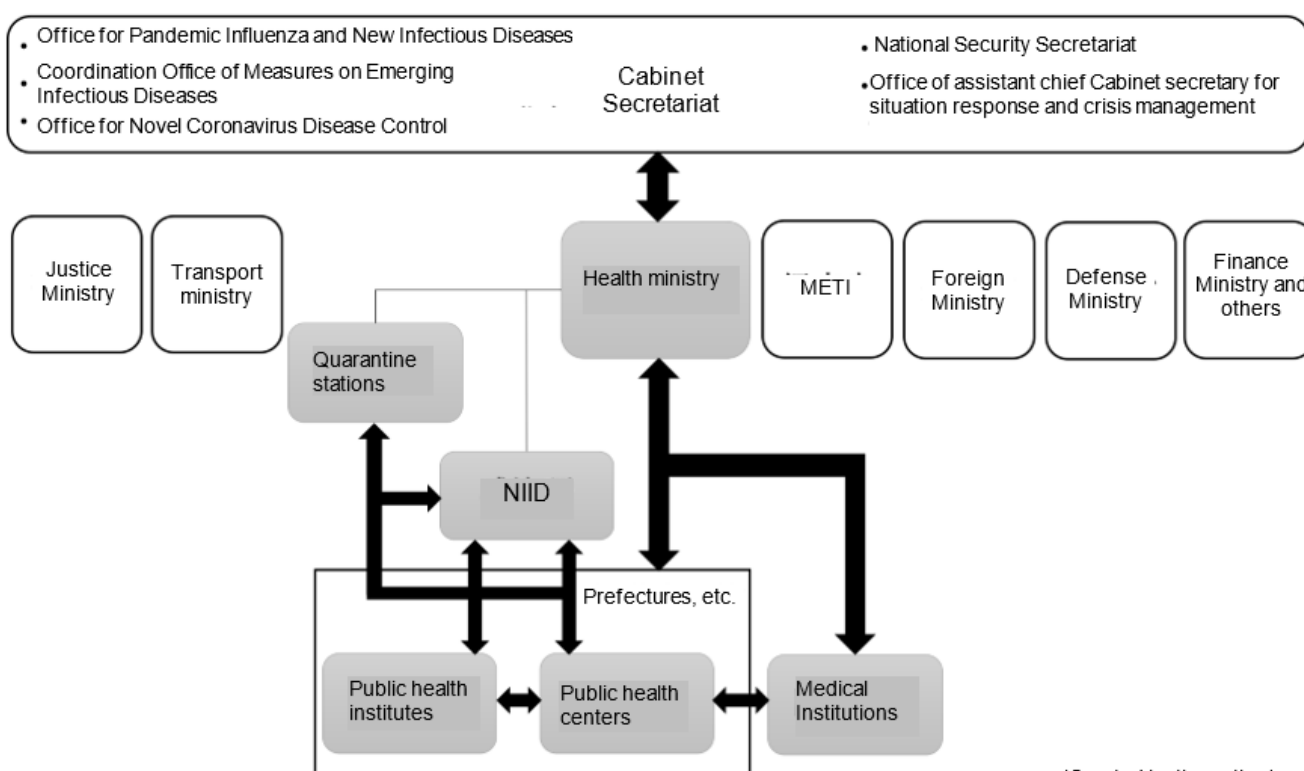 • Office for Pandemic Influenza and New Infectious Diseases
• Coordination Office of Measures on Emerging
Infectious Diseases
• Office for Novel Coronavirus Disease Control
Cabinet
Secretariat
• National Security Secretariat
•Office of assistant chief Cabinet secretary for
situation response and crisis management
Justice
Ministry
Transport
ministry
Health ministry
METI
Foreign
Ministry
Defense
Ministry
Finance
Ministry and
others
Quarantine
stations
NIID
Prefectures, etc.
Public health
institutes
Public health
centers
Medical
Institutions